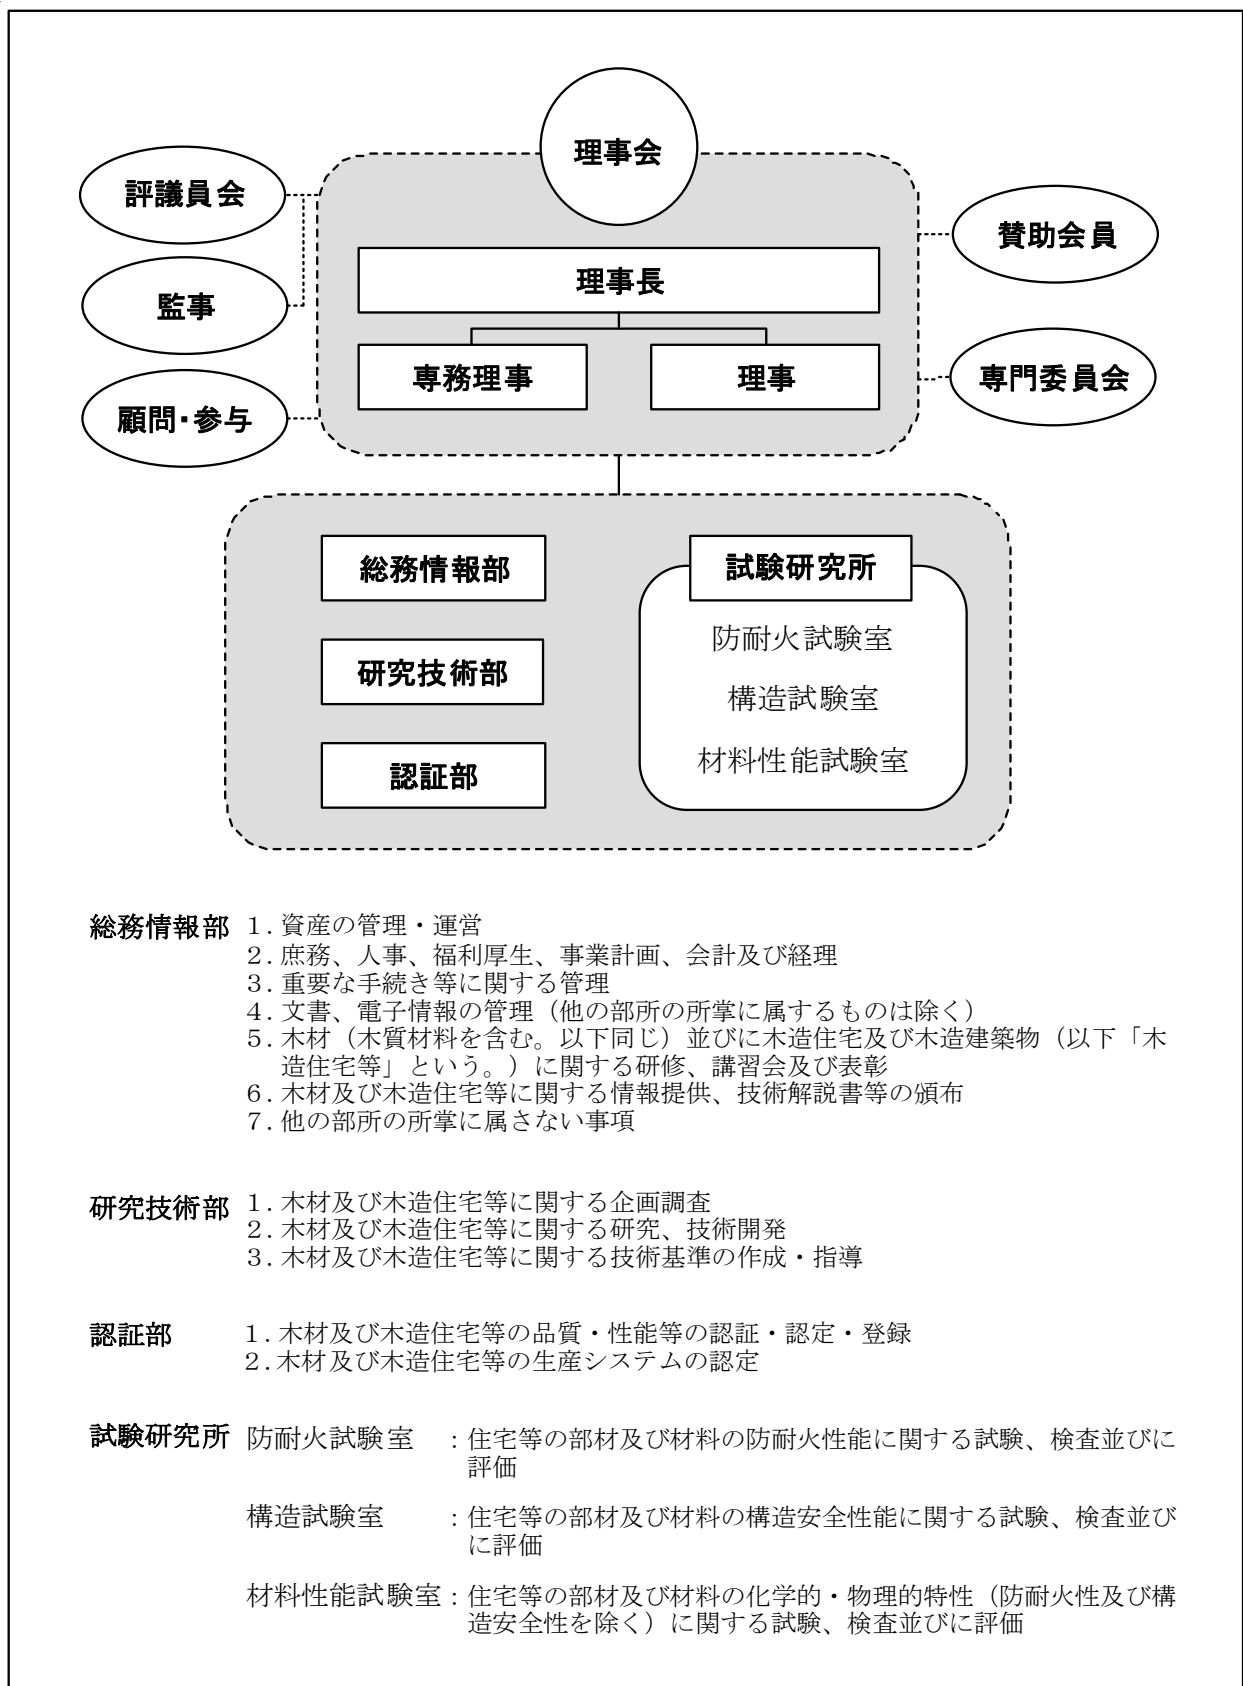 理事会
評議員会
賛助会員
理事長
監事
専務理事
理事
専門委員会
顧問・参与
総務情報部
試験研究所
防耐火試験室
研究技術部
構造試験室
材料性能試験室
認証部
総務情報部 1. 資産の管理・運営
2. 庶務、人事、福利厚生、事業計画、会計及び経理
3. 重要な手続き等に関する管理
4. 文書、電子情報の管理（他の部所の所掌に属するものは除く）
5. 木材（木質材料を含む。以下同じ）並びに木造住宅及び木造建築物（以下「木
造住宅等」という。）に関する研修、講習会及び表彰
6. 木材及び木造住宅等に関する情報提供、技術解説書等の頒布
7. 他の部所の所掌に属さない事項
研究技術部 1. 木材及び木造住宅等に関する企画調査
2. 木材及び木造住宅等に関する研究、技術開発
3. 木材及び木造住宅等に関する技術基準の作成・指導
認証部 1. 木材及び木造住宅等の品質・性能等の認証・認定・登録
2. 木材及び木造住宅等の生産システムの認定
試験研究所 防耐火試験室 ：住宅等の部材及び材料の防耐火性能に関する試験、検査並びに
評価
構造試験室 ：住宅等の部材及び材料の構造安全性能に関する試験、検査並び
に評価
材料性能試験室：住宅等の部材及び材料の化学的・物理的特性（防耐火性及び構
造安全性を除く）に関する試験、検査並びに評価